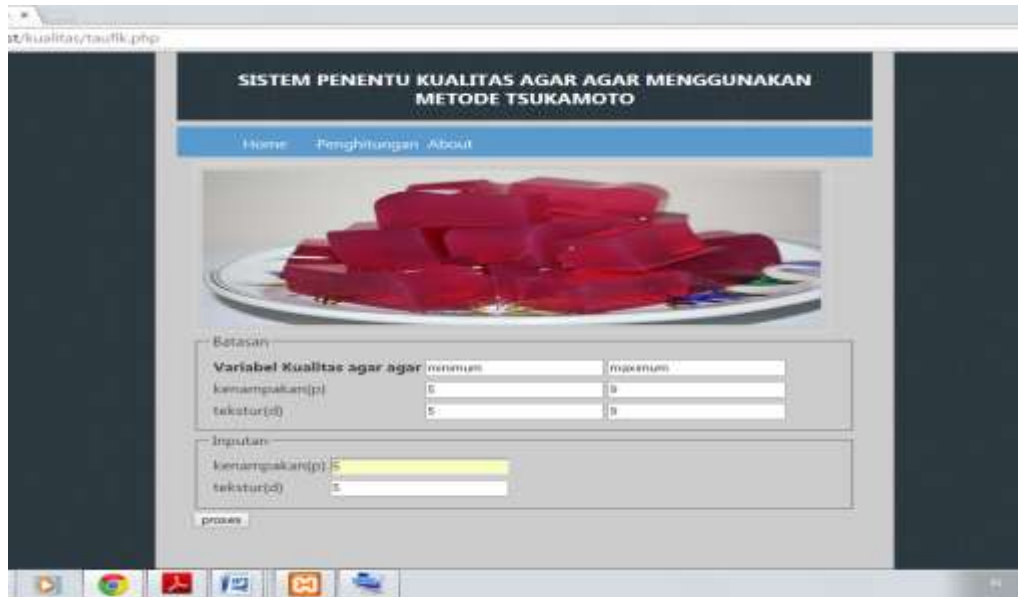 st/kualitas/taufik.php
SISTEM PENENTU KUALITAS AGAR AGAR MENGGUNAKAN
METODE TSUKAMOTO
Home Penghitungan About
Batasan
Variabel Kualitas agar agar minimum maximum
kenampakan(p) 5 9
tekstur(d) 5 9
Inputan
kenampakan(p)
tekstur(d) 5
proses